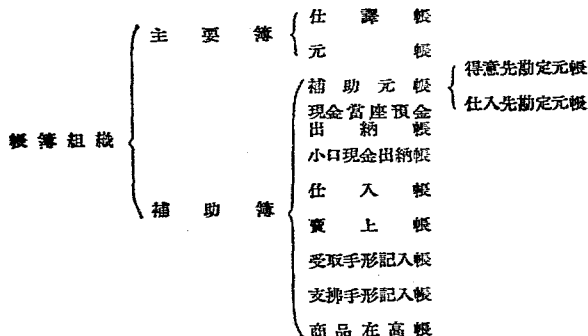 帳簿組織
主要簿
仕譯帳
元帳
補助簿
補助元帳
得意先勘定元帳
仕入先勘定元帳
現金當座預金
出納帳
小口現金出納帳
仕入帳
賣上帳
受取手形記入帳
支拂手形記入帳
商品在高帳